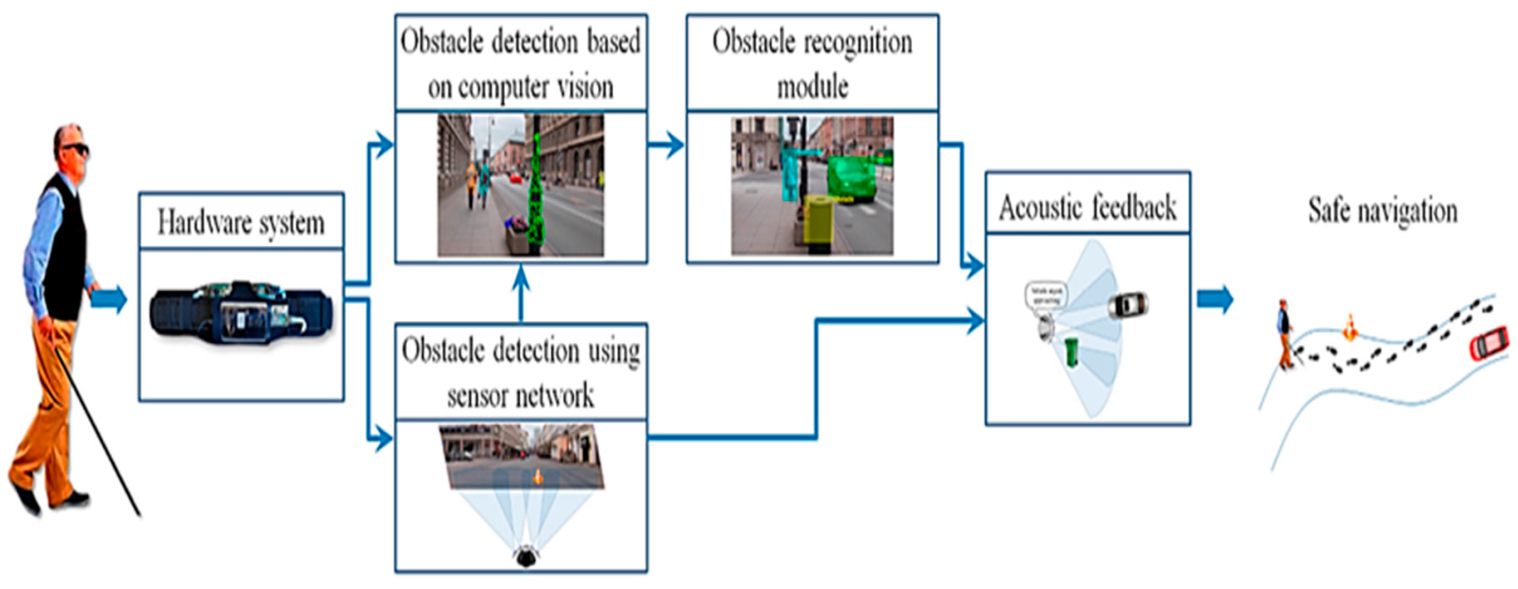 Obstacle detection based
on computer vision
Obstacle recognition
module
Hardware system
Obstacle detection using
sensor network
Acoustic feedback
Safe navigation